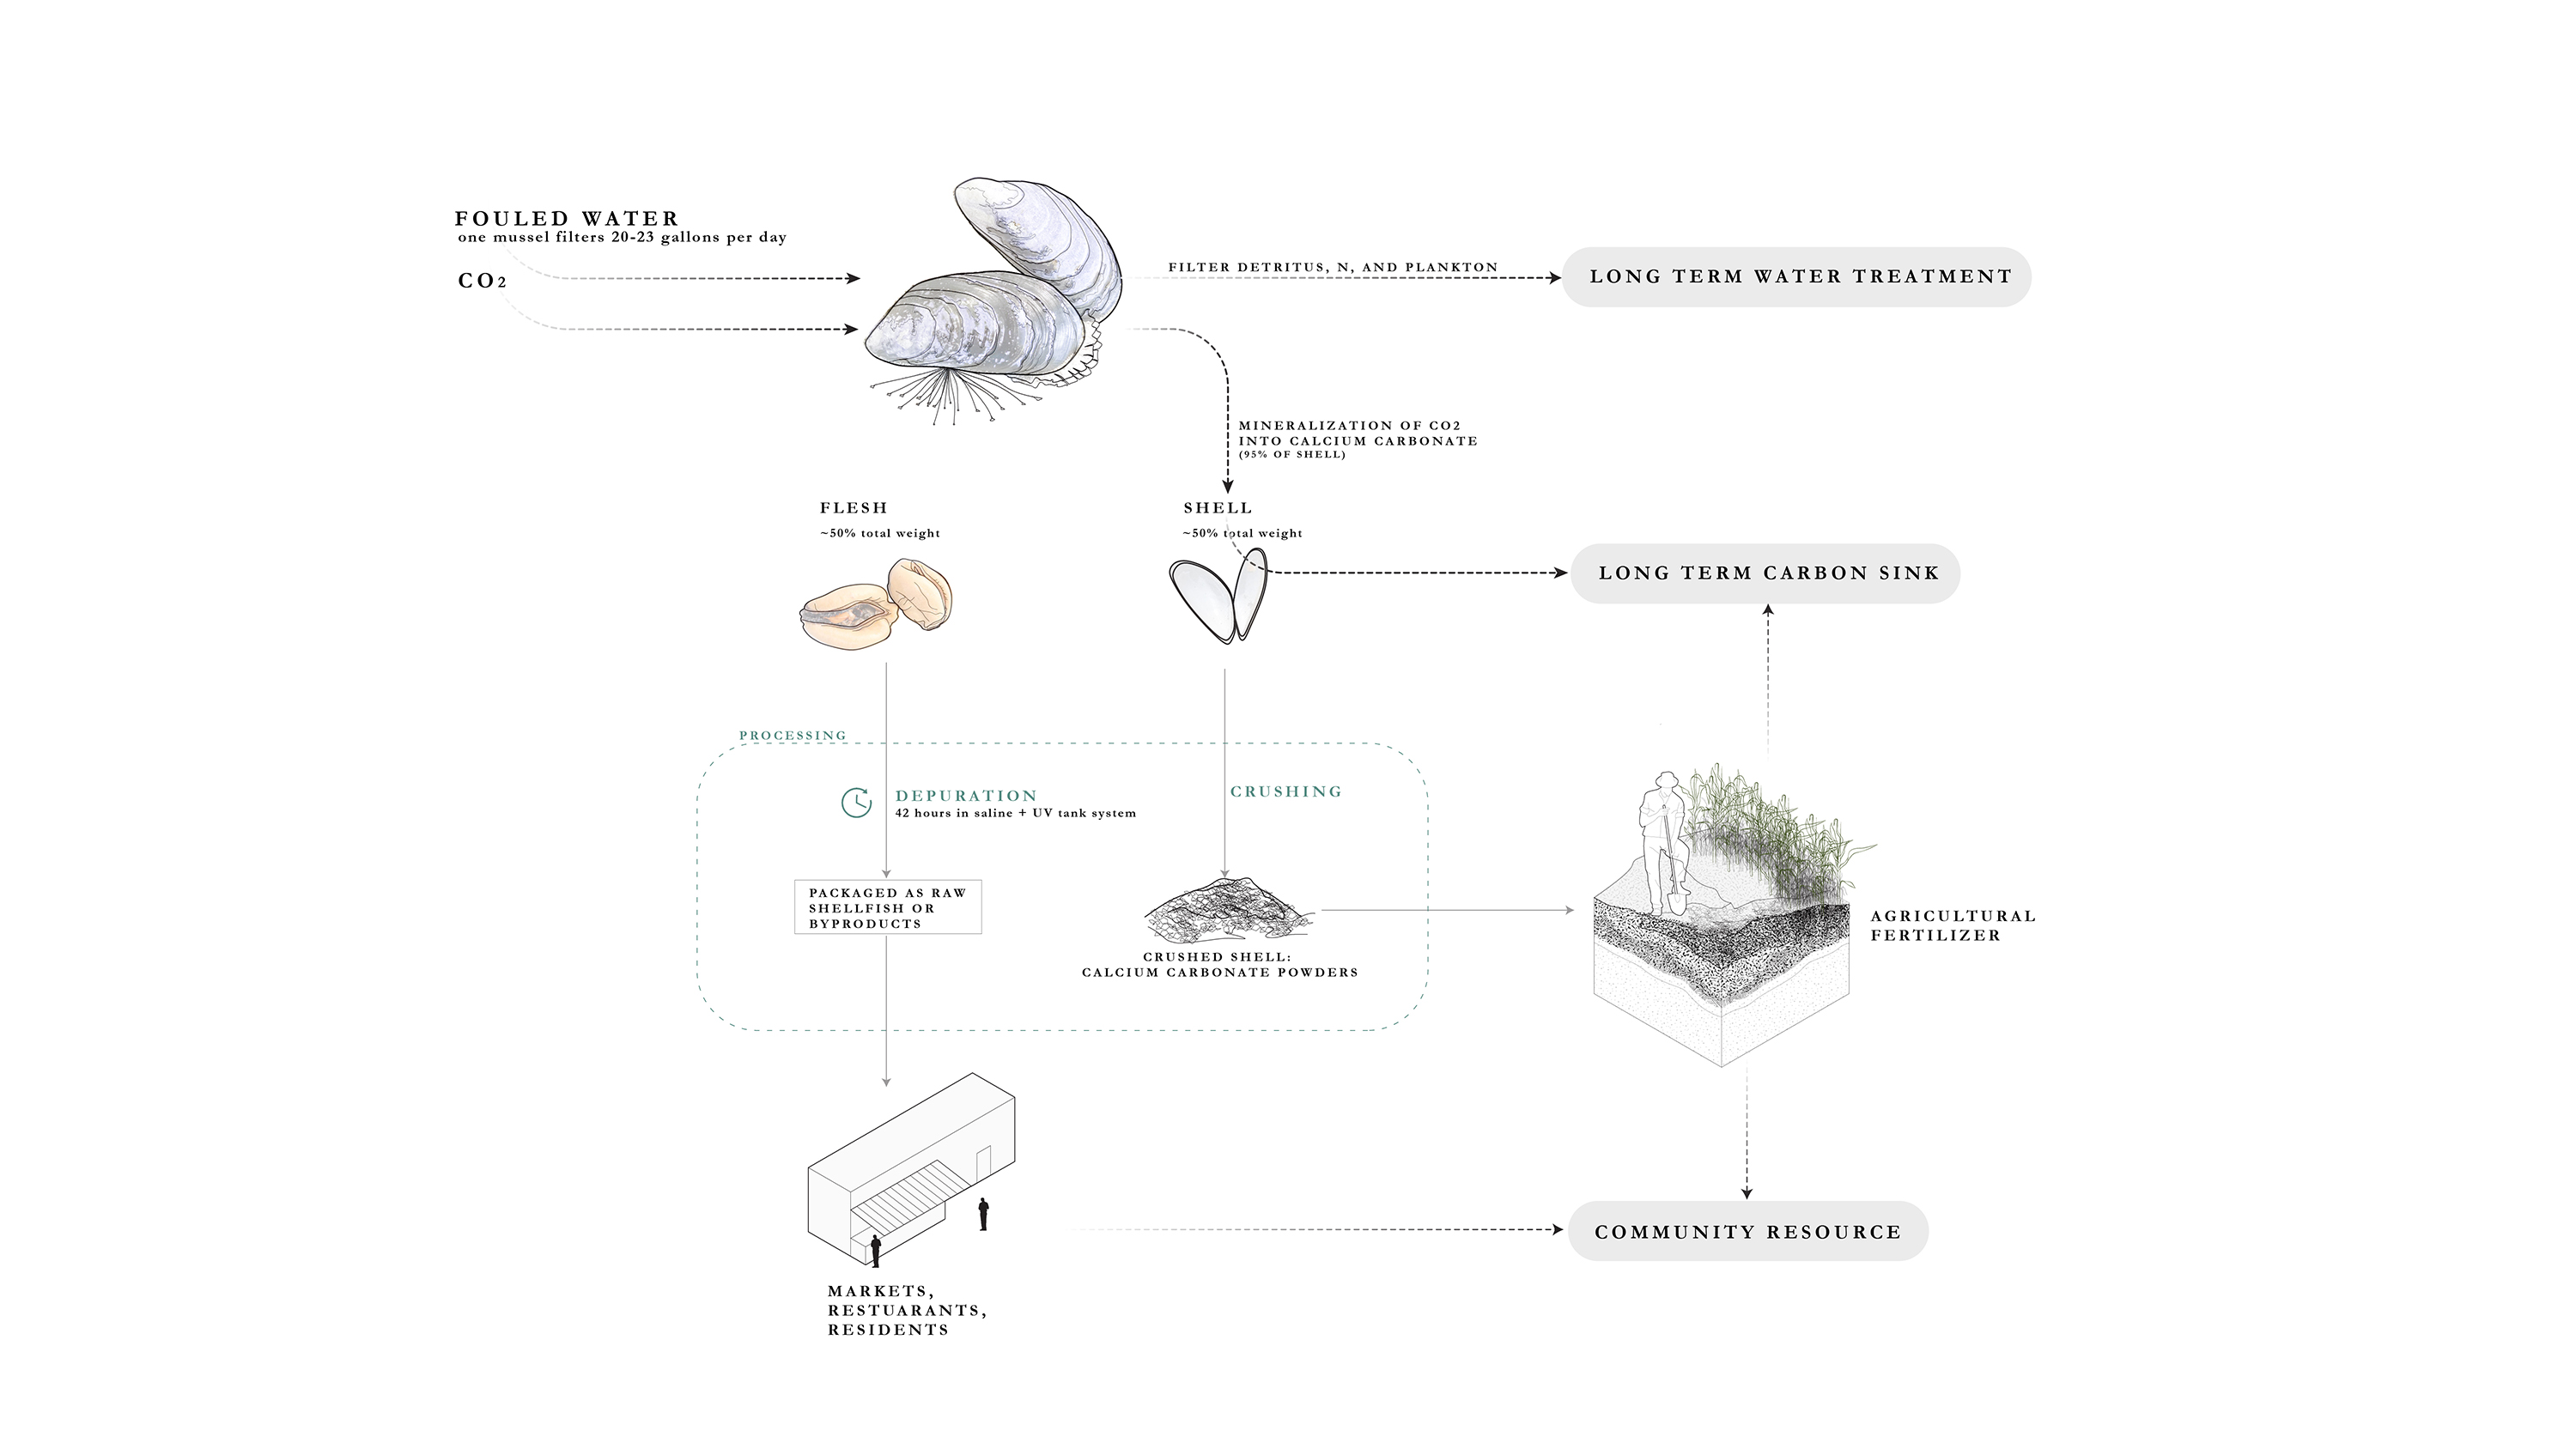 FOULED WATER
one mussel filters 20-23 gallons per day
CO2
FILTER DETRITUS, N, AND PLANKTON
LONG TERM WATER TREATMENT
MINERALIZATION OF CO2
INTO CALCIUM CARBONATE
(95% OF SHELL)
FLESH
~50% total weight
SHELL
~50% total weight
LONG TERM CARBON SINK
PROCESSING
DEPURATION
42 hours in saline + UV tank system
CRUSHING
PACKAGED AS RAW
SHELLFISH OR
BYPRODUCTS
CRUSHED SHELL:
CALCIUM CARBONATE POWDERS
AGRICULTURAL
FERTILIZER
COMMUNITY RESOURCE
MARKETS,
RESTUARANTS,
RESIDENTS